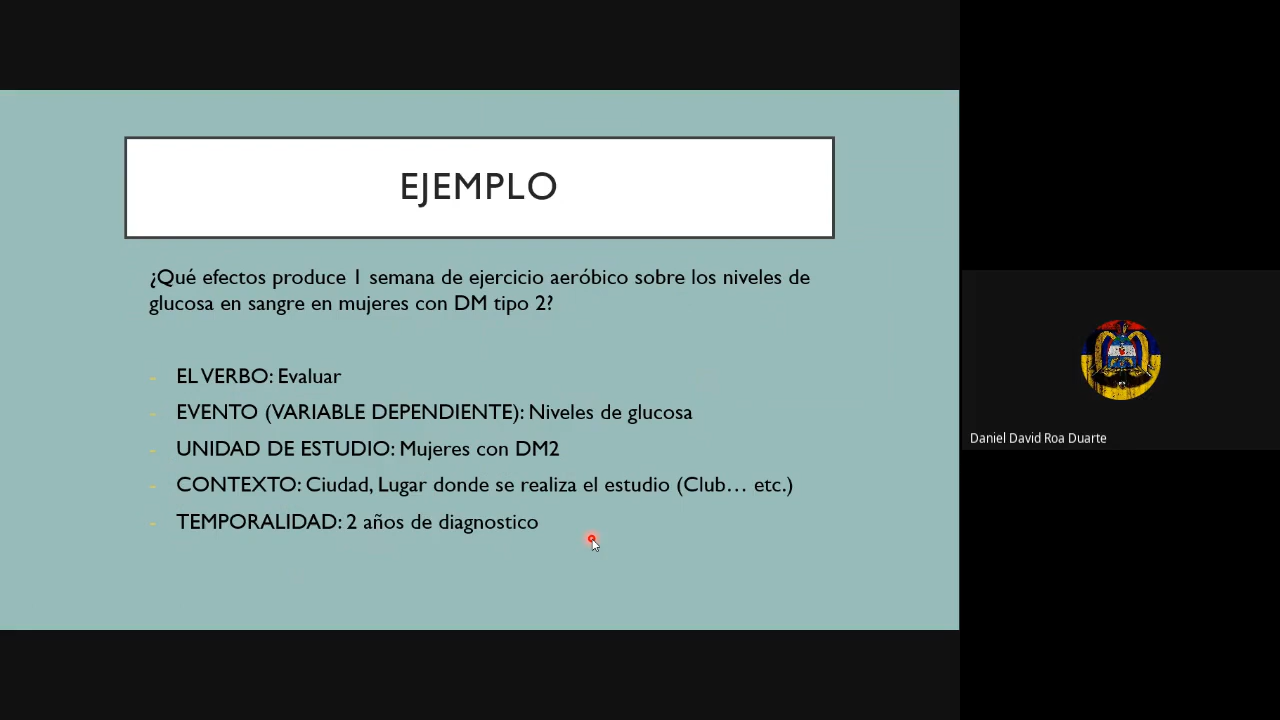 EJEMPLO
¿Qué efectos produce 1 semana de ejercicio aeróbico sobre los niveles de
glucosa en sangre en mujeres con DM tipo 2?
- EL VERBO: Evaluar
- EVENTO (VARIABLE DEPENDIENTE): Niveles de glucosa
- UNIDAD DE ESTUDIO: Mujeres con DM2
- CONTEXTO: Ciudad, Lugar donde se realiza el estudio (Club… etc.)
- TEMPORALIDAD: 2 años de diagnostico
Daniel David Roa Duarte